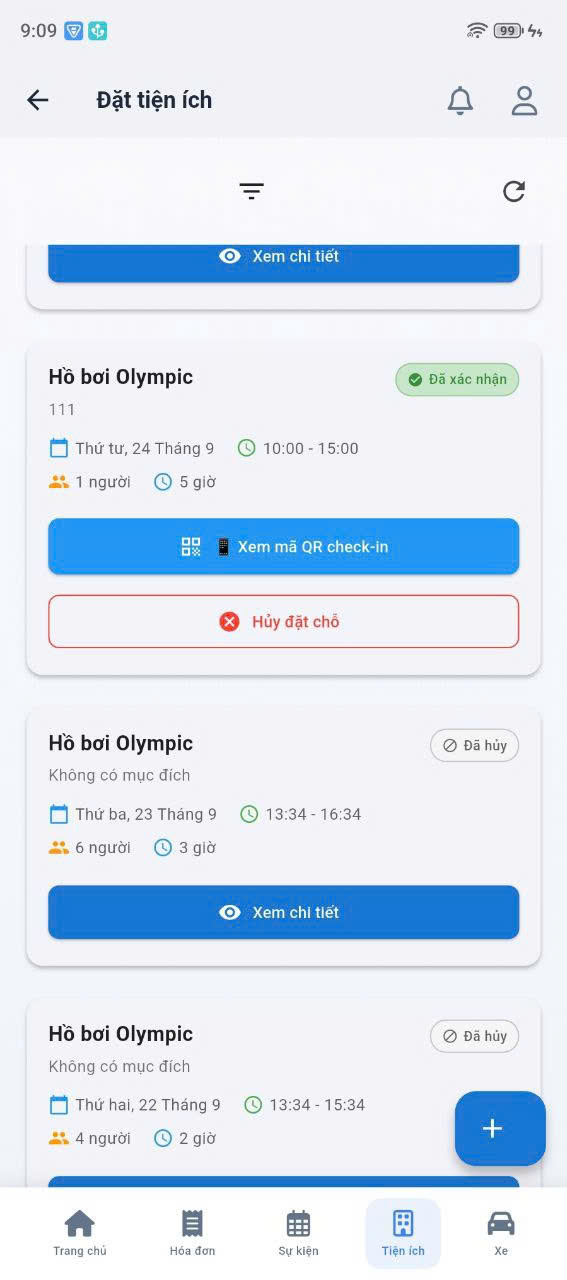 9:09
99
Đặt tiện ích
Xem chi tiết
Hồ bơi Olympic
Đã xác nhận
111
Thứ tư, 24 Tháng 9 10:00 - 15:00
1 người 5 giờ
Xem mã QR check-in
Hủy đặt chỗ
Hồ bơi Olympic
Đã hủy
Không có mục đích
Thứ ba, 23 Tháng 9 13:34 - 16:34
6 người 3 giờ
Xem chi tiết
Hồ bơi Olympic
Đã hủy
Không có mục đích
Thứ hai, 22 Tháng 9 13:34 - 15:34
4 người 2 giờ
Trang chủ Hóa đơn Sự kiện Tiện ích Xe